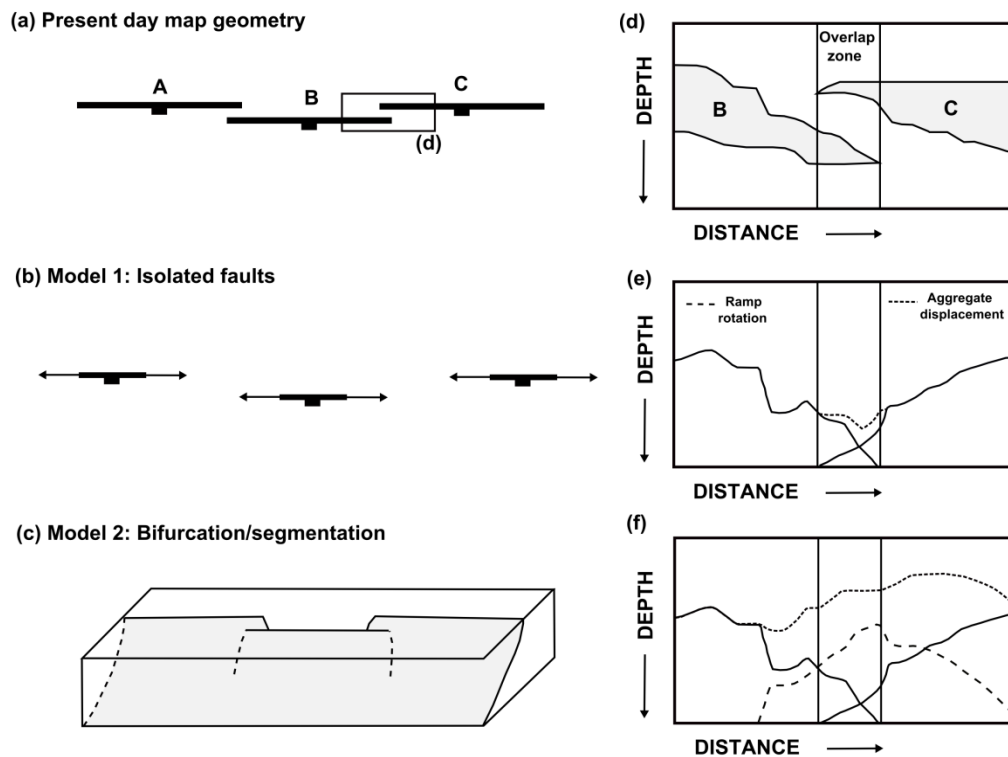 (a) Present day map geometry
A
B
C
(d)
(b) Model 1: Isolated faults
(c) Model 2: Bifurcation/segmentation
(d)
Overlap
zone
DEPTH
B
C
DISTANCE
(e)
Ramp
rotation
Aggregate
displacement
DEPTH
DISTANCE
(f)
DEPTH
DISTANCE